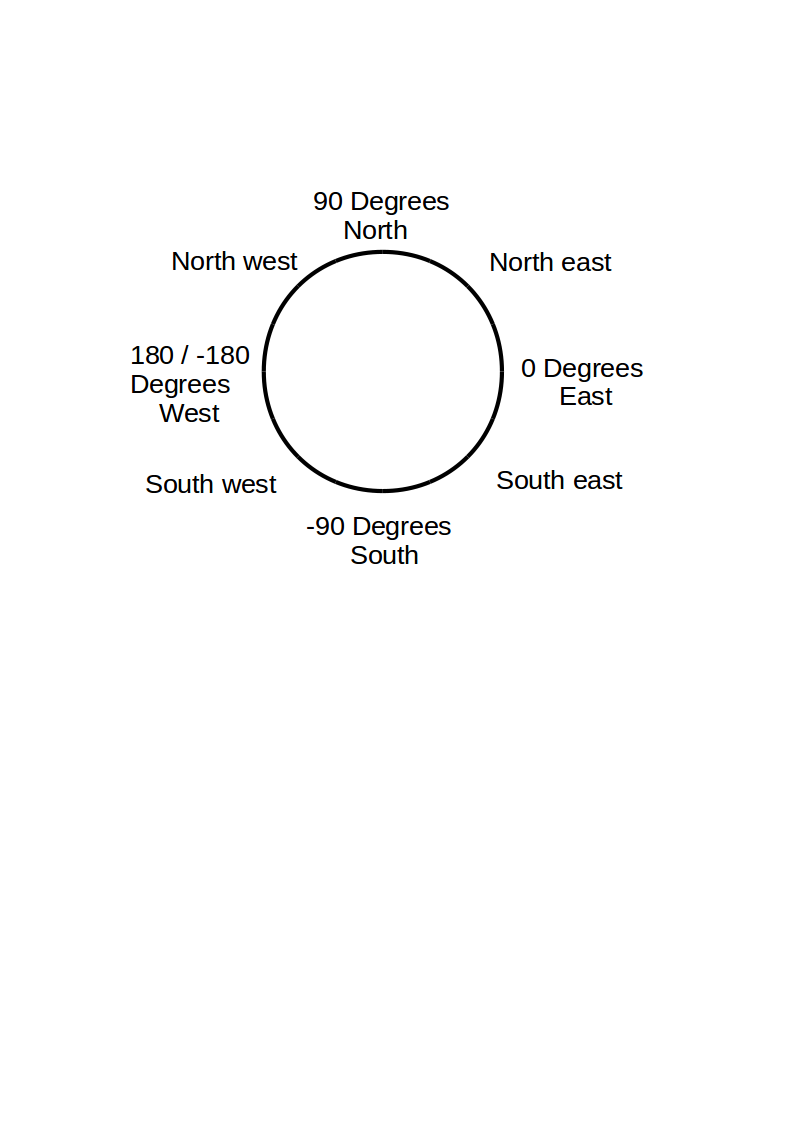 90 Degrees
North
North west
North east
180 / -180
Degrees
West
0 Degrees
East
South west
South east
-90 Degrees
South